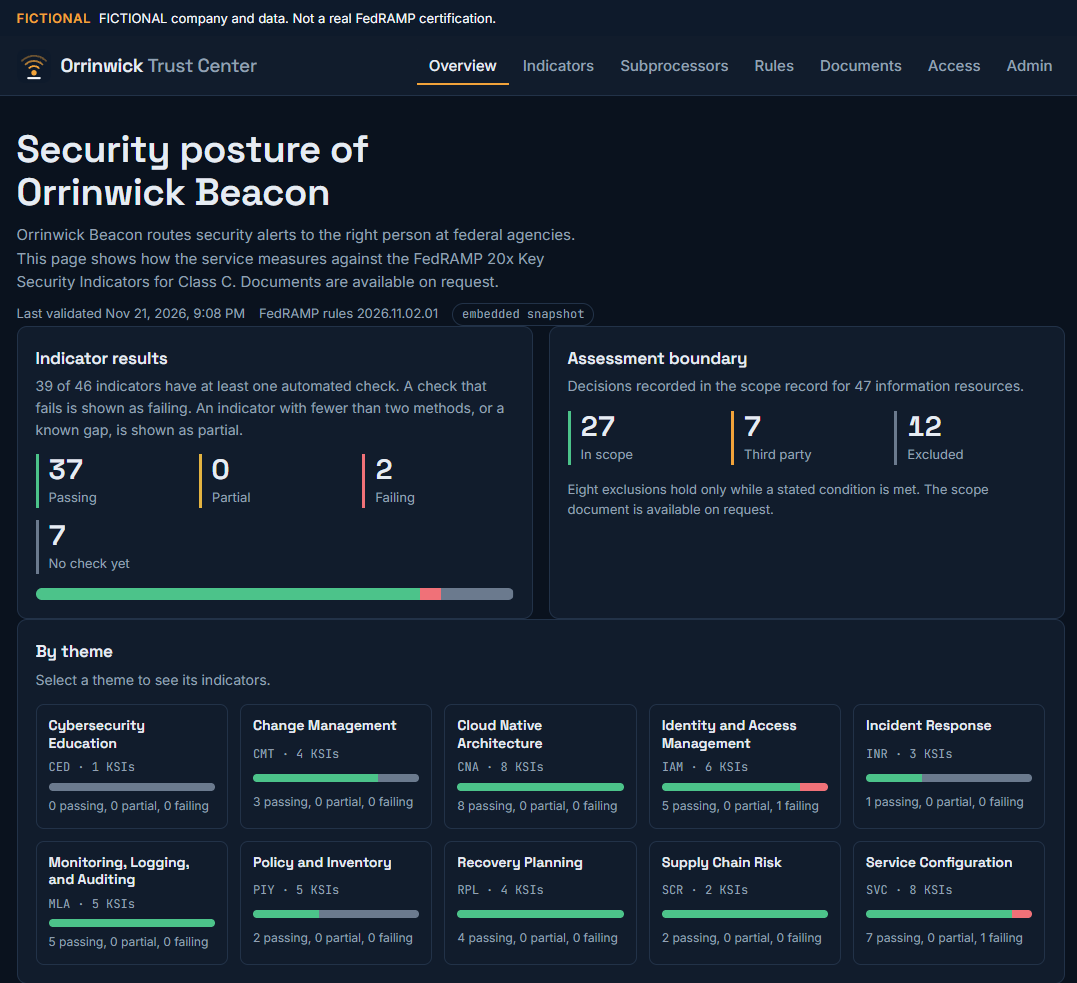 FICTIONAL FICTIONAL company and data. Not a real FedRAMP certification.
Orrinwick Trust Center
Overview Indicators Subprocessors Rules Documents Access Admin
Security posture of
Orrinwick Beacon
Orrinwick Beacon routes security alerts to the right person at federal agencies.
This page shows how the service measures against the FedRAMP 20x Key
Security Indicators for Class C. Documents are available on request.
Last validated Nov 21, 2026, 9:08 PM FedRAMP rules 2026.11.02.01 embedded snapshot
Indicator results
39 of 46 indicators have at least one automated check. A check that
fails is shown as failing. An indicator with fewer than two methods, or a
known gap, is shown as partial.
37
Passing
0
Partial
2
Failing
7
No check yet
Assessment boundary
Decisions recorded in the scope record for 47 information resources.
27
In scope
7
Third party
12
Excluded
Eight exclusions hold only while a stated condition is met. The scope
document is available on request.
By theme
Select a theme to see its indicators.
Cybersecurity
Education
CED · 1 KSIs
0 passing, 0 partial, 0 failing
Change Management
CMT · 4 KSIs
3 passing, 0 partial, 0 failing
Cloud Native
Architecture
CNA · 8 KSIs
8 passing, 0 partial, 0 failing
Identity and Access
Management
IAM · 6 KSIs
5 passing, 0 partial, 1 failing
Incident Response
INR · 3 KSIs
1 passing, 0 partial, 0 failing
Monitoring, Logging,
and Auditing
MLA · 5 KSIs
5 passing, 0 partial, 0 failing
Policy and Inventory
PIY · 5 KSIs
2 passing, 0 partial, 0 failing
Recovery Planning
RPL · 4 KSIs
4 passing, 0 partial, 0 failing
Supply Chain Risk
SCR · 2 KSIs
2 passing, 0 partial, 0 failing
Service Configuration
SVC · 8 KSIs
7 passing, 0 partial, 1 failing